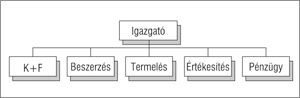 Igazgató
K+F
Beszerzés
Termelés
Értékesítés
Pénzügy